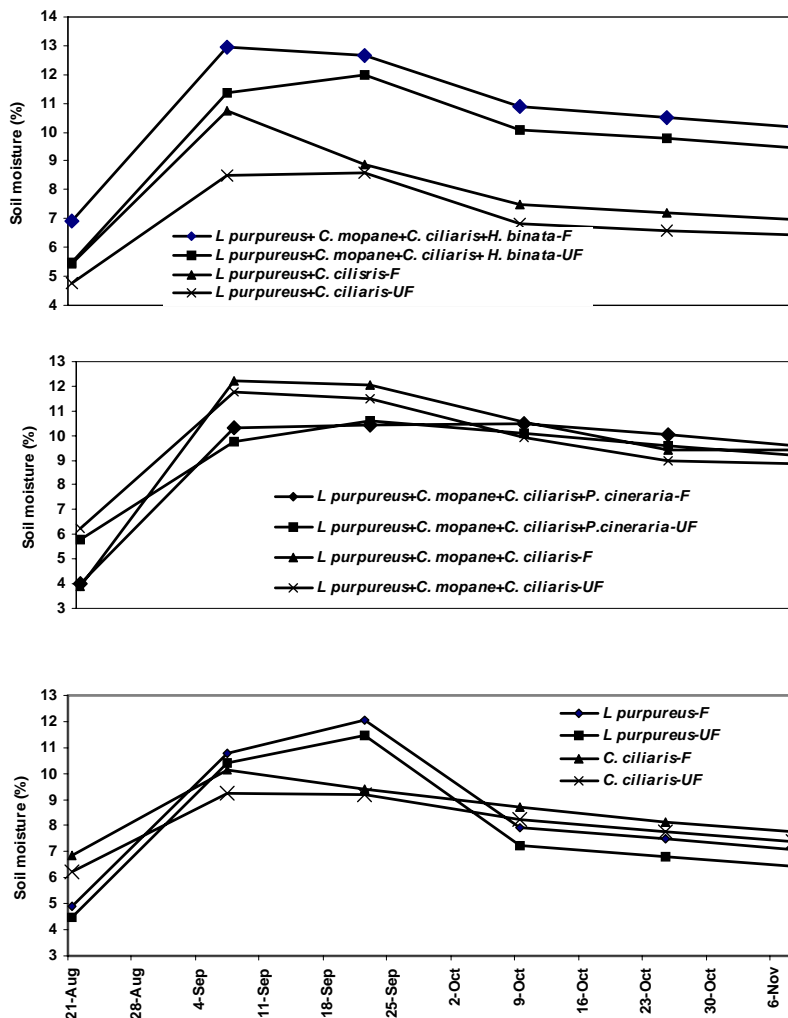 14
13
12
11
10
9
8
7
6
5
4
Soil moisture (%)
L purpureus+ C. mopane+C. ciliaris+H. binata-F
L purpureus+C. mopane+C. ciliaris+ H. binata-UF
L purpureus+C. cilisris-F
L purpureus+C. ciliaris-UF
13
12
11
10
9
8
7
6
5
4
3
Soil moisture (%)
L purpureus+C. mopane+C. ciliaris+P. cineraria-F
L purpureus+C. mopane+C. ciliaris+P.cineraria-UF
L purpureus+C. mopane+C. ciliaris-F
L purpureus+C. mopane+C. ciliaris-UF
13
12
11
10
9
8
7
6
5
4
3
Soil moisture (%)
L purpureus-F
L purpureus-UF
C. ciliaris-F
C. ciliaris-UF
21-Aug
28-Aug
4-Sep
11-Sep
18-Sep
25-Sep
2-Oct
9-Oct
16-Oct
23-Oct
30-Oct
6-Nov